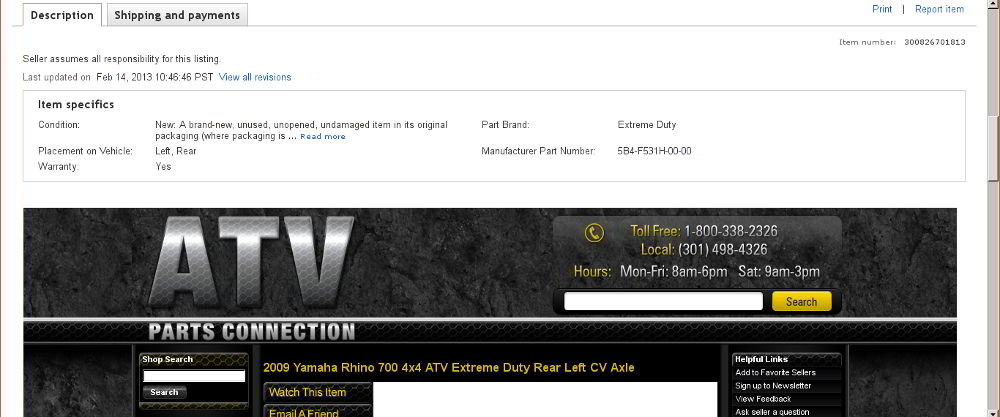 Description Shipping and payments Print | Report item
Item number: 300826701813
Seller assumes all responsibility for this listing.
Last updated on Feb 14, 2013 10:46:46 PST View all revisions
Item specifics
Condition: New: A brand-new, unused, unopened, undamaged item in its original packaging (where packaging is ... Read more
Part Brand: Extreme Duty
Placement on Vehicle: Left, Rear
Manufacturer Part Number: 5B4-F531H-00-00
Warranty: Yes
ATV
PARTS CONNECTION
Toll Free: 1-800-338-2326
Local: (301) 498-4326
Hours: Mon-Fri: 8am-6pm Sat: 9am-3pm
Search
Shop Search
Search
2009 Yamaha Rhino 700 4x4 ATV Extreme Duty Rear Left CV Axle
Watch This Item
Email A Friend
Helpful Links
Add to Favorite Sellers
Sign up to Newsletter
View Feedback
Ask seller a question